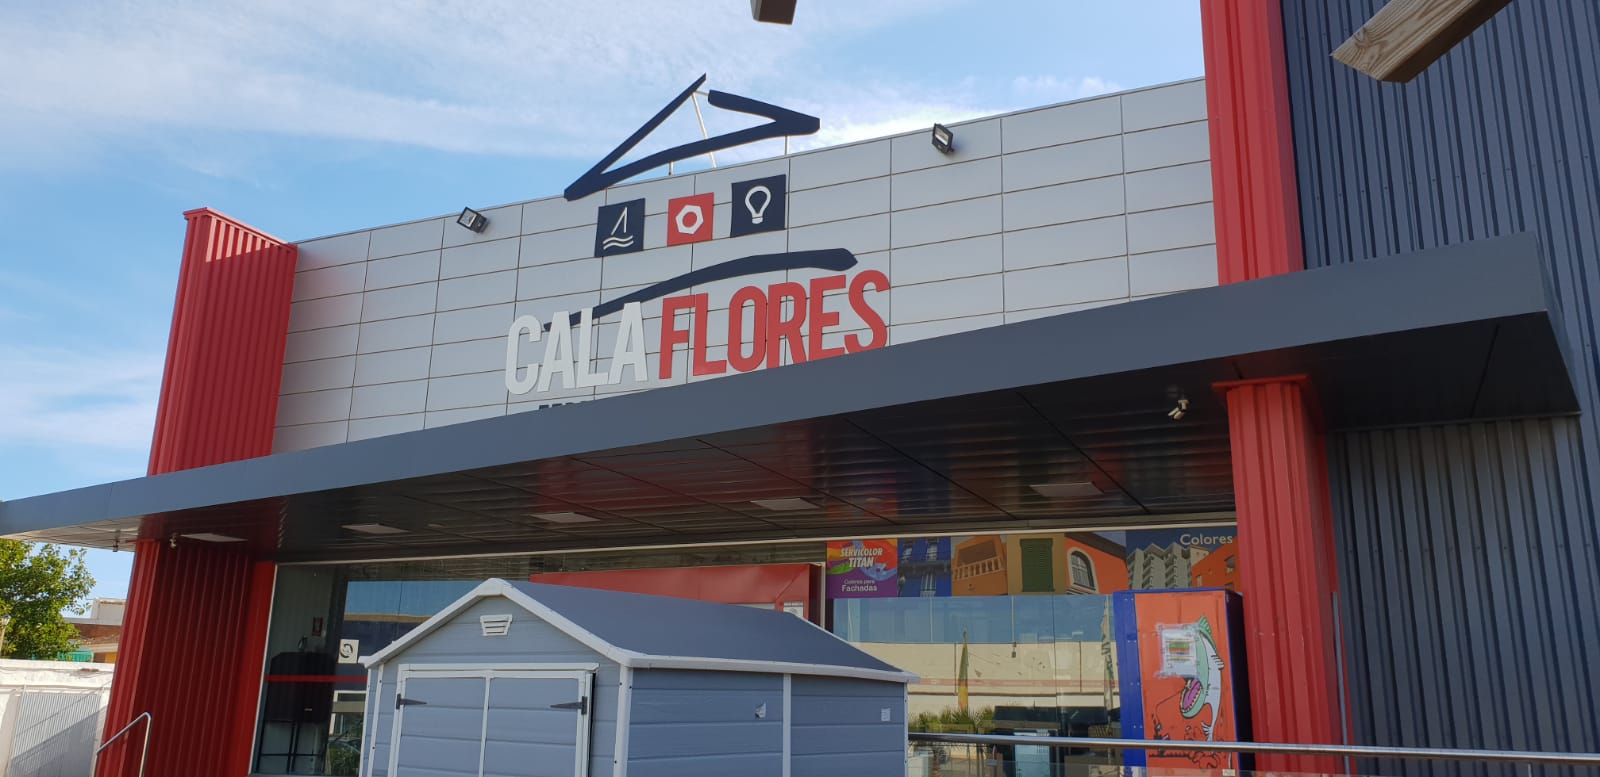 CALA FLORES
SERVICOLOR
TITAN
Colores para
Fachadas
Colores